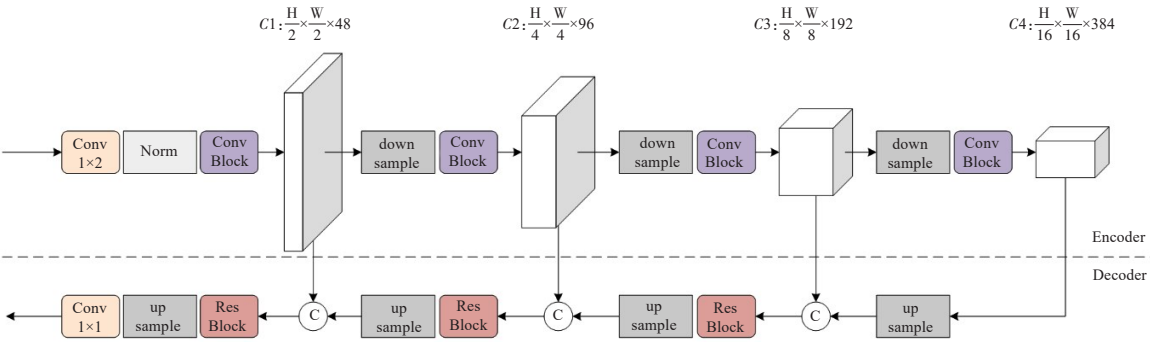 C1:H/2×W/2×48
C2:H/4×W/4×96
C3:H/8×W/8×192
C4:H/16×W/16×384
Conv
1×2
Norm
Conv
Block
down
sample
Conv
Block
down
sample
Conv
Block
down
sample
Conv
Block
Encoder
Decoder
Conv
1×1
up
sample
Res
Block
C
up
sample
Res
Block
C
up
sample
Res
Block
C
up
sample